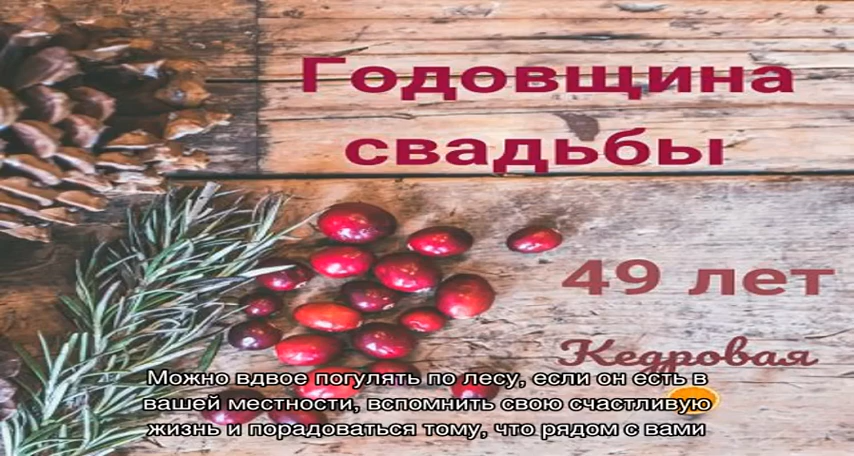 Годовщина
свадьбы
49 лет
Кедровая
Можно вдвое погулять по лесу, если он есть в
вашей местности, вспомнить свою счастливую
жизнь и порадоваться тому, что рядом с вами